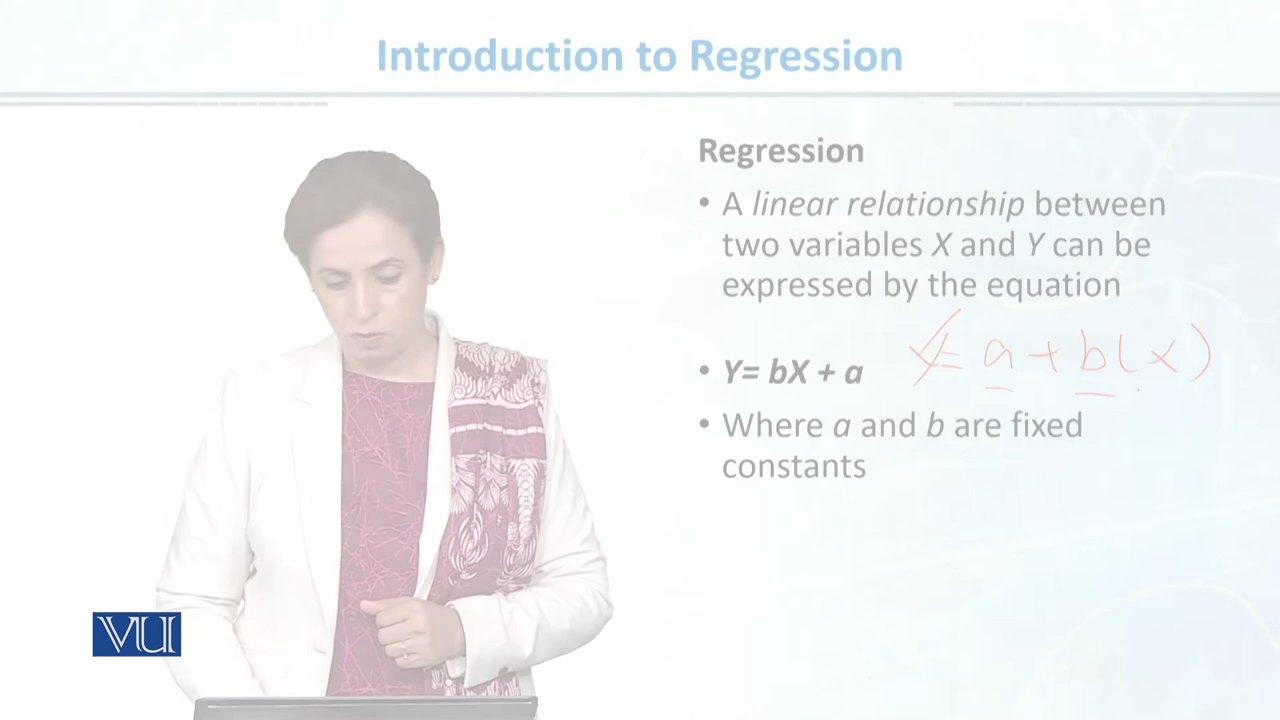 Introduction to Regression
Regression
• A linear relationship between
two variables X and Y can be
expressed by the equation
• Y= bX + a
Y= a + b(x)
• Where a and b are fixed
constants
VU